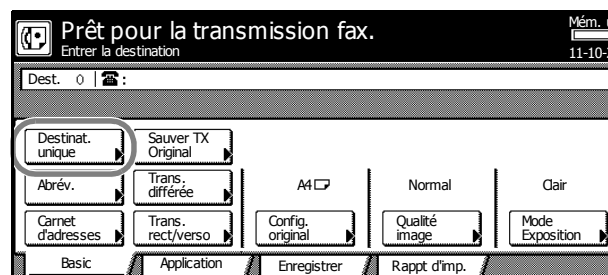 Prêt pour la transmission fax.
Entrer la destination
Mém.
11-10-
Dest. 0 :
Destinat.
unique
Sauver TX
Original
Abrév.
Trans.
différée
A4
Normal
Clair
Carnet
d'adresses
Trans.
rect/verso
Config.
original
Qualité
image
Mode
Exposition
Basic
Application
Enregistrer
Rappt d'imp.